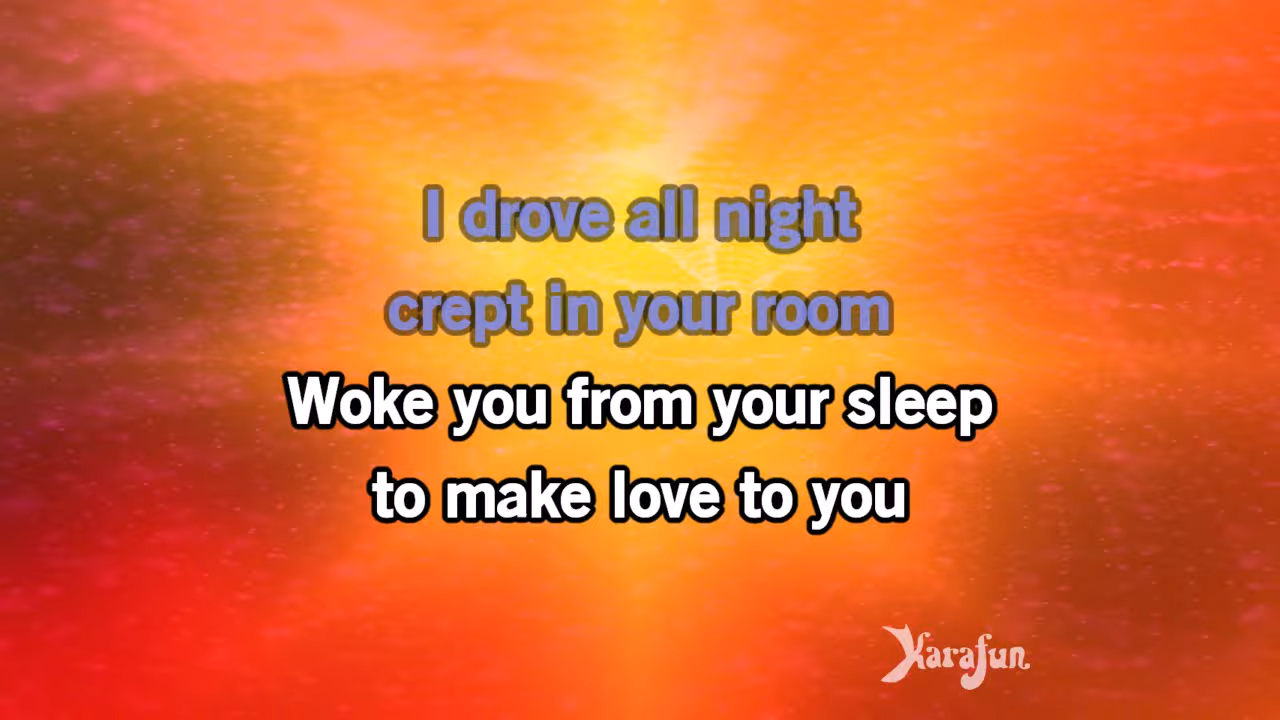 I drove all night
crept in your room
Woke you from your sleep
to make love to you
Karafun